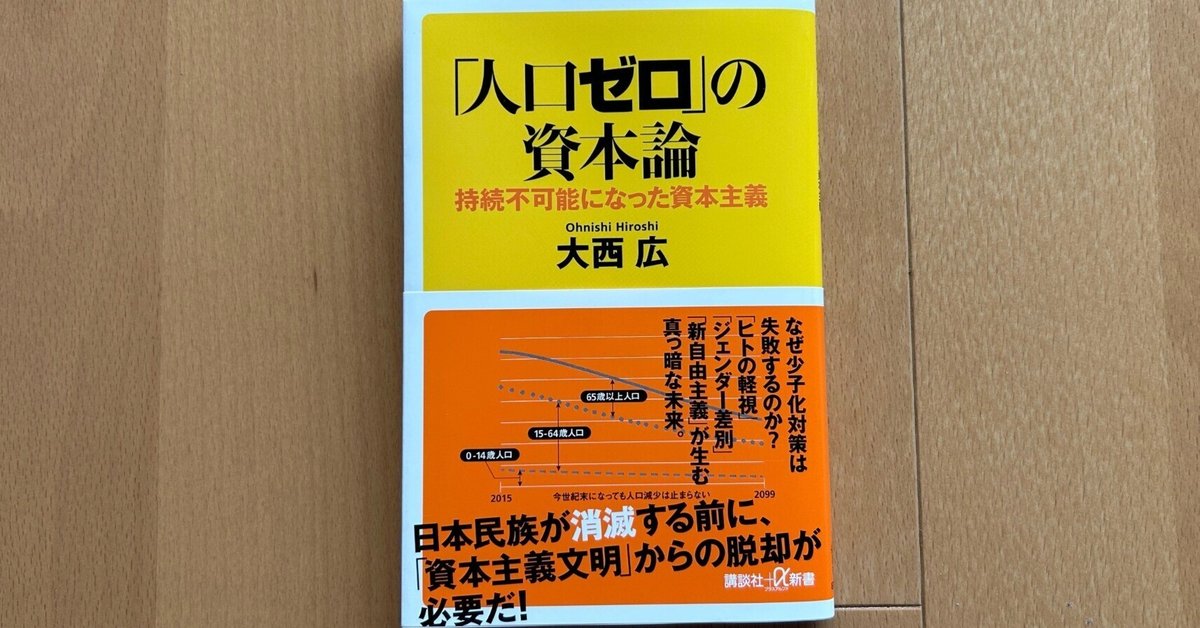 「人口ゼロ」の
資本論
持続不可能になった資本主義
Ohnishi Hiroshi
大西 広
なぜ少子化対策は
失敗するのか?
「ヒトの軽視」
「ジェンダー差別」
「新自由主義」が生む
真っ暗な未来。
65歳以上人口
15-64歳人口
0-14歳人口
2015
今世紀末になっても人口減少は止まらない
2099
日本民族が消滅する前に、
「資本主義文明」からの脱却が
必要だ!
講談社+α新書
プラスアルファ